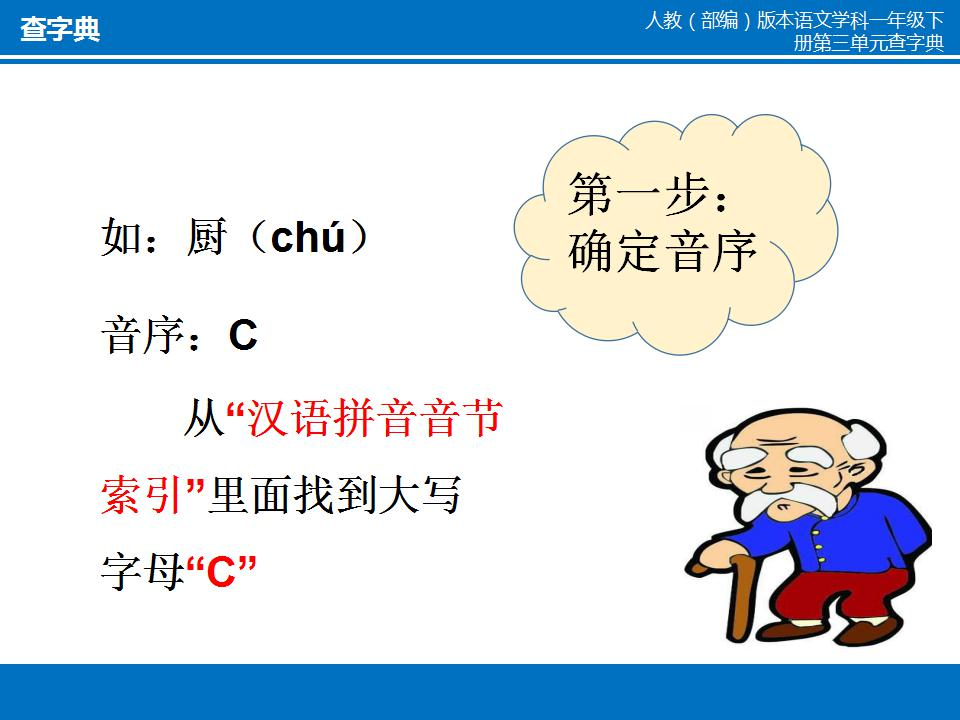 查字典
人教（部编）版本语文学科一年级下
册第三单元查字典
第一步：
确定音序
如：厨（chú）
音序：C
从“汉语拼音音节
索引”里面找到大写
字母“C”